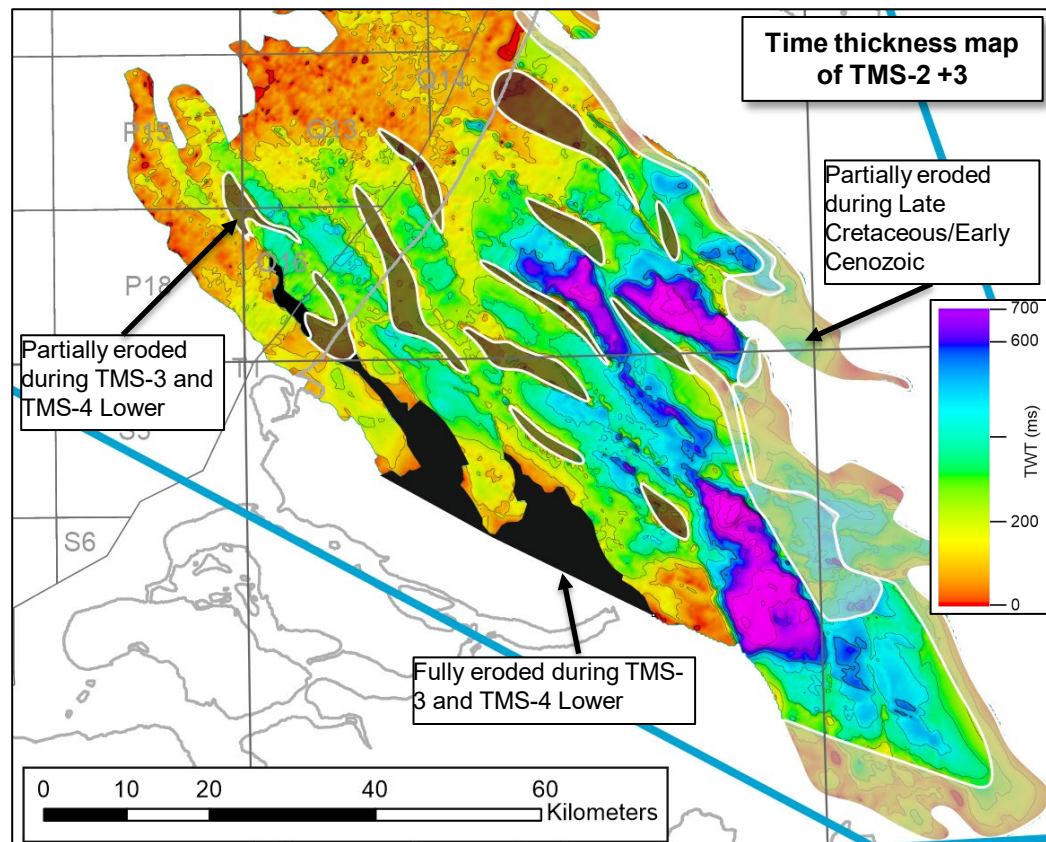 Time thickness map
of TMS-2 +3
Q14
P15
Q13
Partially eroded
during Late
Cretaceous/Early
Cenozoic
Q16
P18
700
600
TWT (ms)
200
0
Partially eroded
during TMS-3 and
TMS-4 Lower
T1
S3
S6
Fully eroded during TMS-
3 and TMS-4 Lower
0 10 20 40 60
Kilometers